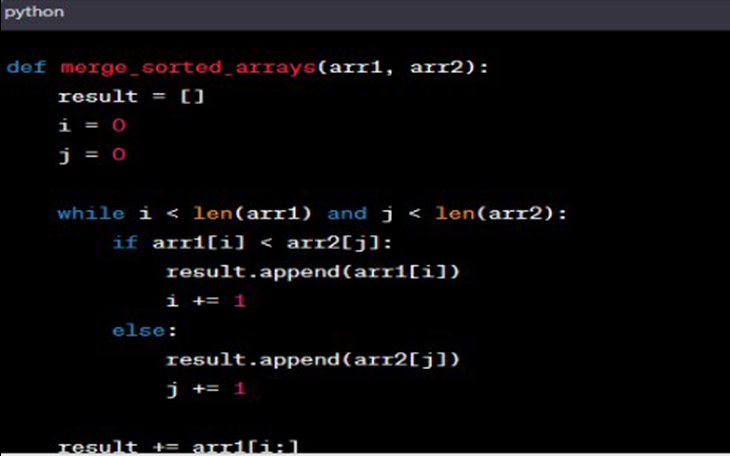 python
def merge_sorted_arrays(arr1, arr2):
    result = []
    i = 0
    j = 0
    while i < len(arr1) and j < len(arr2):
        if arr1[i] < arr2[j]:
            result.append(arr1[i])
            i += 1
        else:
            result.append(arr2[j])
            j += 1
    result += arr1[i:]